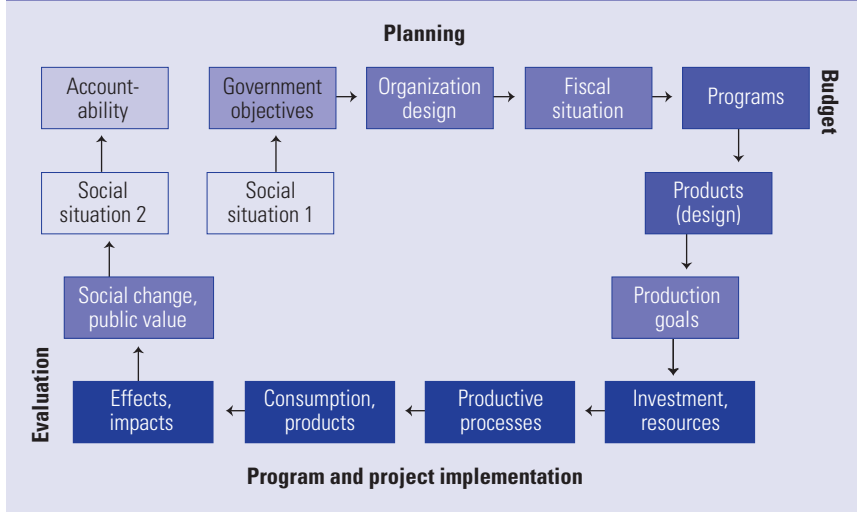 Planning
Account-
ability
Government
objectives
Organization
design
Fiscal
situation
Programs
Budget
Social
situation 2
Social
situation 1
Products
(design)
Social change,
public value
Production
goals
Evaluation
Effects,
impacts
Consumption,
products
Productive
processes
Investment,
resources
Program and project implementation